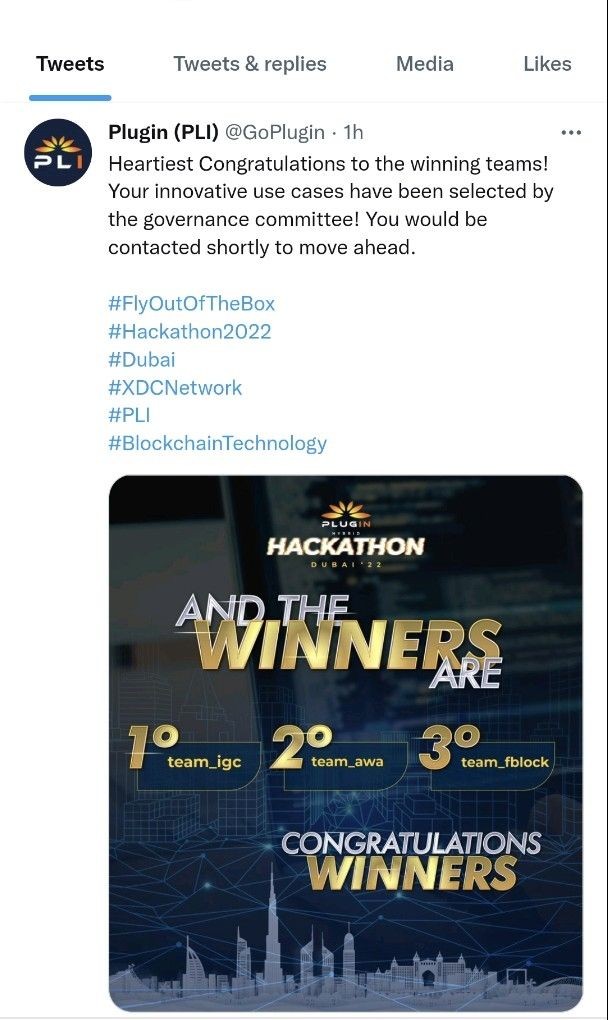 Tweets Tweets & replies Media Likes
Plugin (PLI) @GoPlugin · 1h
PLI
Heartiest Congratulations to the winning teams!
Your innovative use cases have been selected by
the governance committee! You would be
contacted shortly to move ahead.
#FlyOutOfTheBox
#Hackathon2022
#Dubai
#XDCNetwork
#PLI
#BlockchainTechnology
PLUGIN
HYBRID
HACKATHON
DUBAI'22
AND THE
WINNERS
ARE
1º team_igc 2º team_awa 3º team_fblock
CONGRATULATIONS
WINNERS